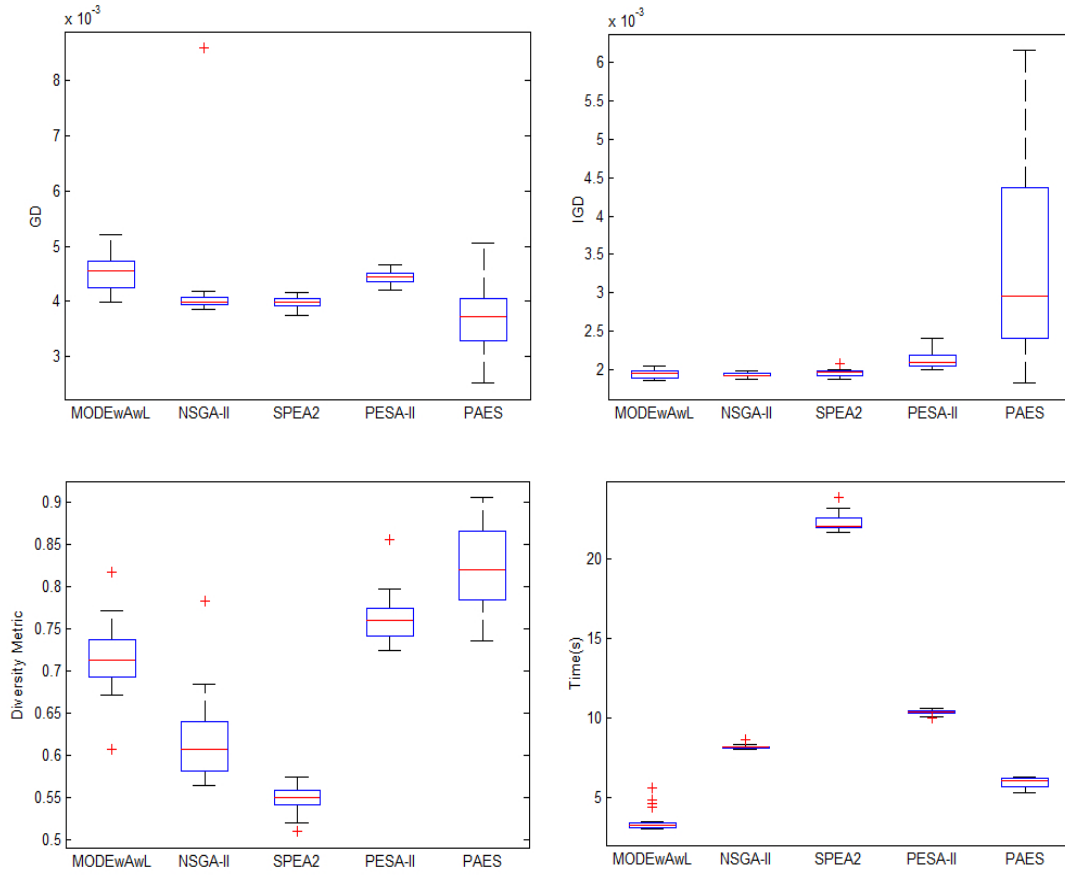 x 10⁻³
8
7
6
5
4
3
GD
MODEwAwL NSGA-II SPEA2 PESA-II PAES
x 10⁻³
6
5.5
5
4.5
4
3.5
3
2.5
2
IGD
MODEwAwL NSGA-II SPEA2 PESA-II PAES
0.9
0.85
0.8
0.75
0.7
0.65
0.6
0.55
0.5
Diversity Metric
MODEwAwL NSGA-II SPEA2 PESA-II PAES
20
15
10
5
Time(s)
MODEwAwL NSGA-II SPEA2 PESA-II PAES